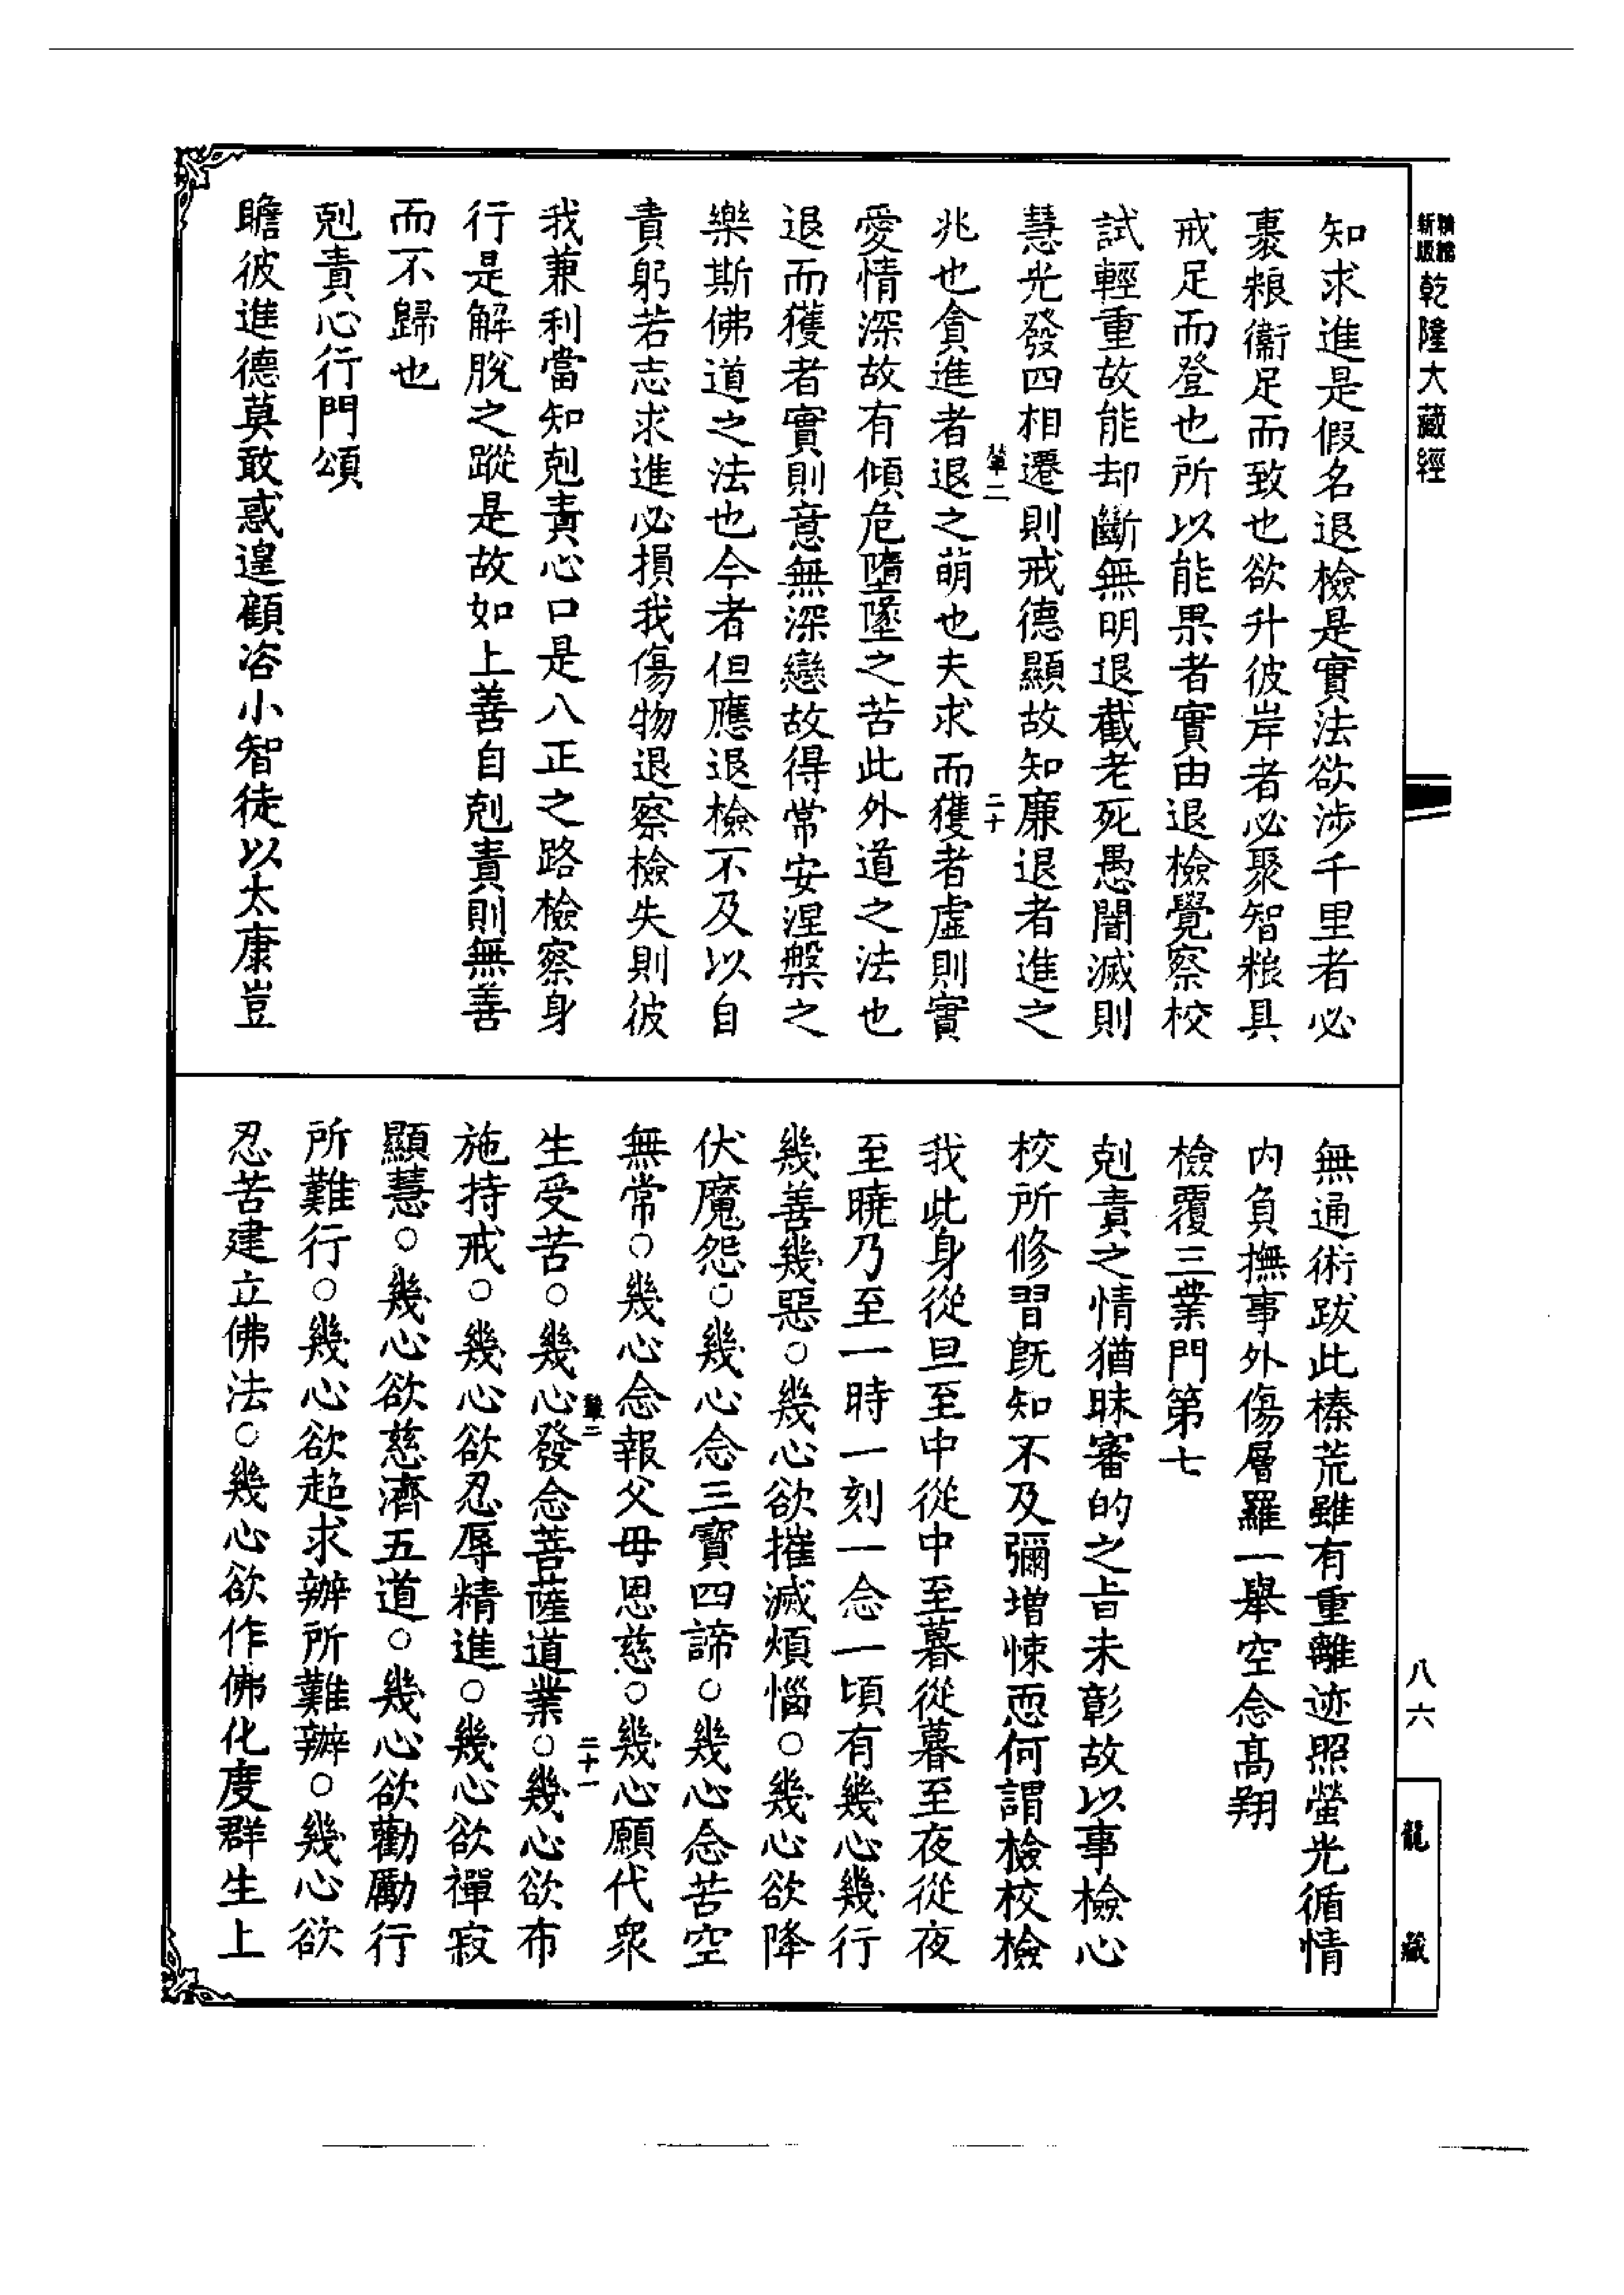 精縮新版乾隆大藏經
知求進是假名退檢是實法欲涉千里者必
裹粮衞足而致也欲升彼岸者必聚智粮具
戒足而登也所以能果者實由退檢覺察校
試輕重故能却斷無明退截老死愚闇滅則
慧光發四相遷則戒德顯故知廉退者進之
輦二 二十
兆也貪進者退之萌也夫求而獲者虛則實
愛情深故有傾危墮墜之苦此外道之法也
退而獲者實則意無深戀故得常安涅槃之
樂斯佛道之法也今者但應退檢不及以自
責躬若志求進必損我傷物退察檢失則彼
我兼利當知剋責心口是八正之路檢察身
行是解脫之蹤是故如上善自剋責則無善
而不歸也
剋責心行門頌
瞻彼進德莫敢惑遑顧咨小智徒以太康豈
無通術跋此榛荒雖有重離迹照螢光循情
内負撫事外傷層羅一舉空念高翔
檢覆三業門第七
剋責之情猶昧審的之旨未彰故以事檢心
校所修習旣知不及彌增悚恧何謂檢校檢
我此身從旦至中從中至暮從暮至夜從夜
至曉乃至一時一刻一念一頃有幾心幾行
幾善幾惡○幾心欲摧滅煩惱○幾心欲降
伏魔怨○幾心念三寶四諦○幾心念苦空
無常○幾心念報父母恩慈○幾心願代衆
輦二 二十一
生受苦○幾心發念菩薩道業○幾心欲布
施持戒○幾心欲忍辱精進○幾心欲禪寂
顯慧○幾心欲慈濟五道○幾心欲勸勵行
所難行○幾心欲超求辦所難辦○幾心欲
忍苦建立佛法○幾心欲作佛化度群生上
八六
龍藏